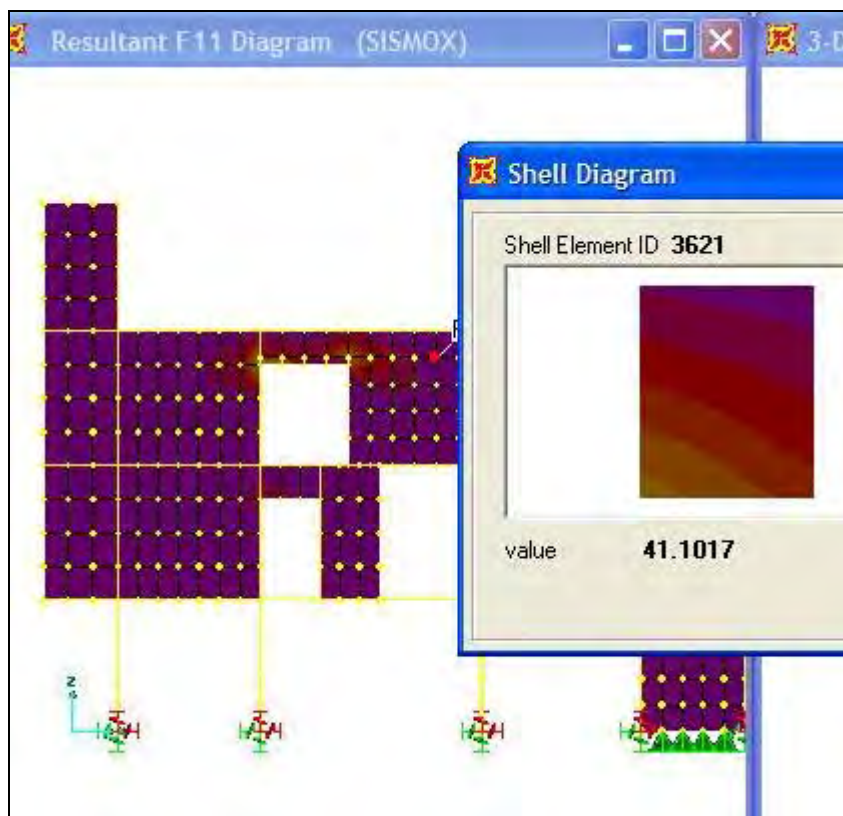 Resultant F11 Diagram (SISMOX)
3-D
Shell Diagram
Shell Element ID 3621
value 41.1017
Z